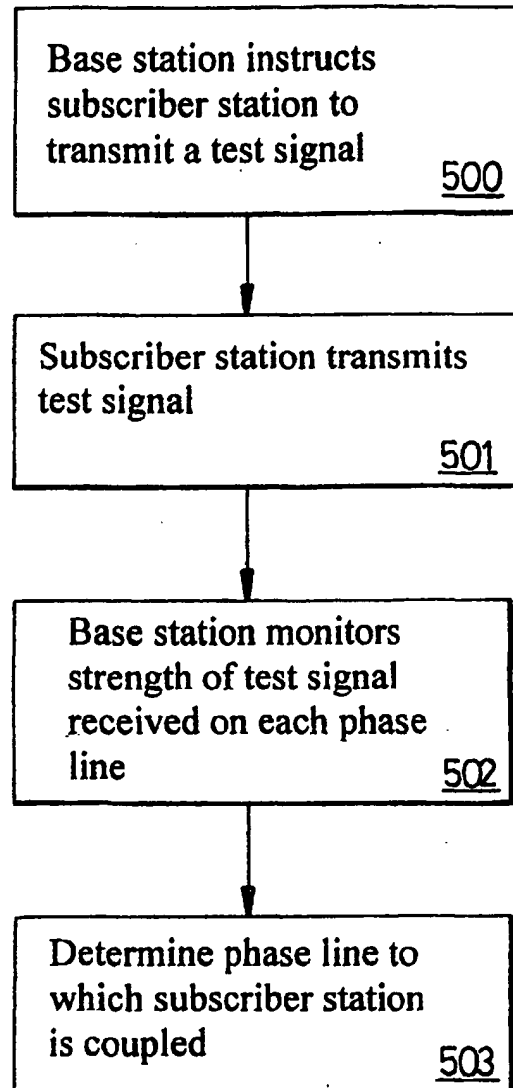 Base station instructs
subscriber station to
transmit a test signal
500
Subscriber station transmits
test signal
501
Base station monitors
strength of test signal
received on each phase
line
502
Determine phase line to
which subscriber station
is coupled
503